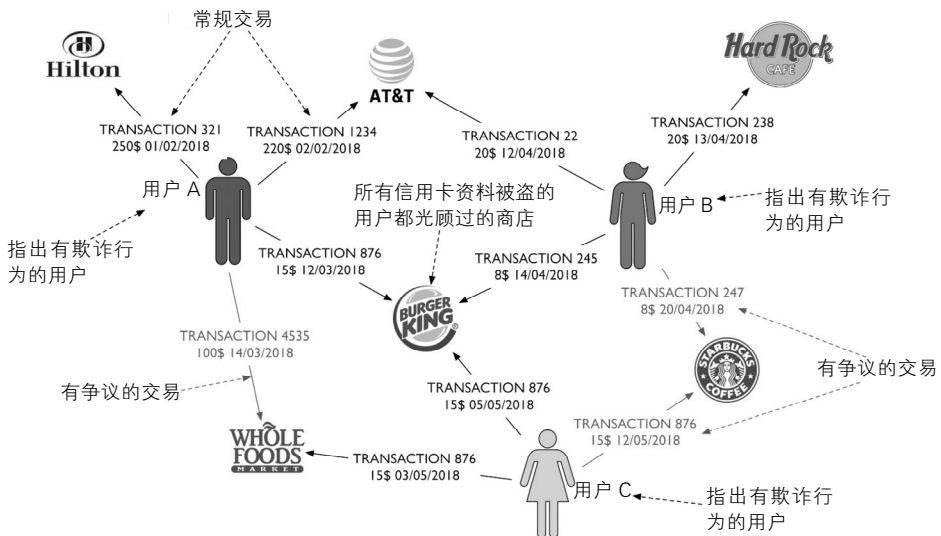 常规交易
Hilton
AT&T
Hard Rock
CAFE
TRANSACTION 321
250$ 01/02/2018
TRANSACTION 1234
220$ 02/02/2018
TRANSACTION 22
20$ 12/04/2018
TRANSACTION 238
20$ 13/04/2018
用户 A
所有信用卡资料被盗的
用户都光顾过的商店
用户 B
指出有欺诈行
为的用户
指出有欺诈行
为的用户
TRANSACTION 876
15$ 12/03/2018
TRANSACTION 245
8$ 14/04/2018
BURGER
KING
TRANSACTION 247
8$ 20/04/2018
TRANSACTION 4535
100$ 14/03/2018
STARBUCKS
COFFEE
有争议的交易
有争议的交易
TRANSACTION 876
15$ 05/05/2018
TRANSACTION 876
15$ 12/05/2018
WHOLE
FOODS
MARKET
TRANSACTION 876
15$ 03/05/2018
用户 C
指出有欺诈行
为的用户